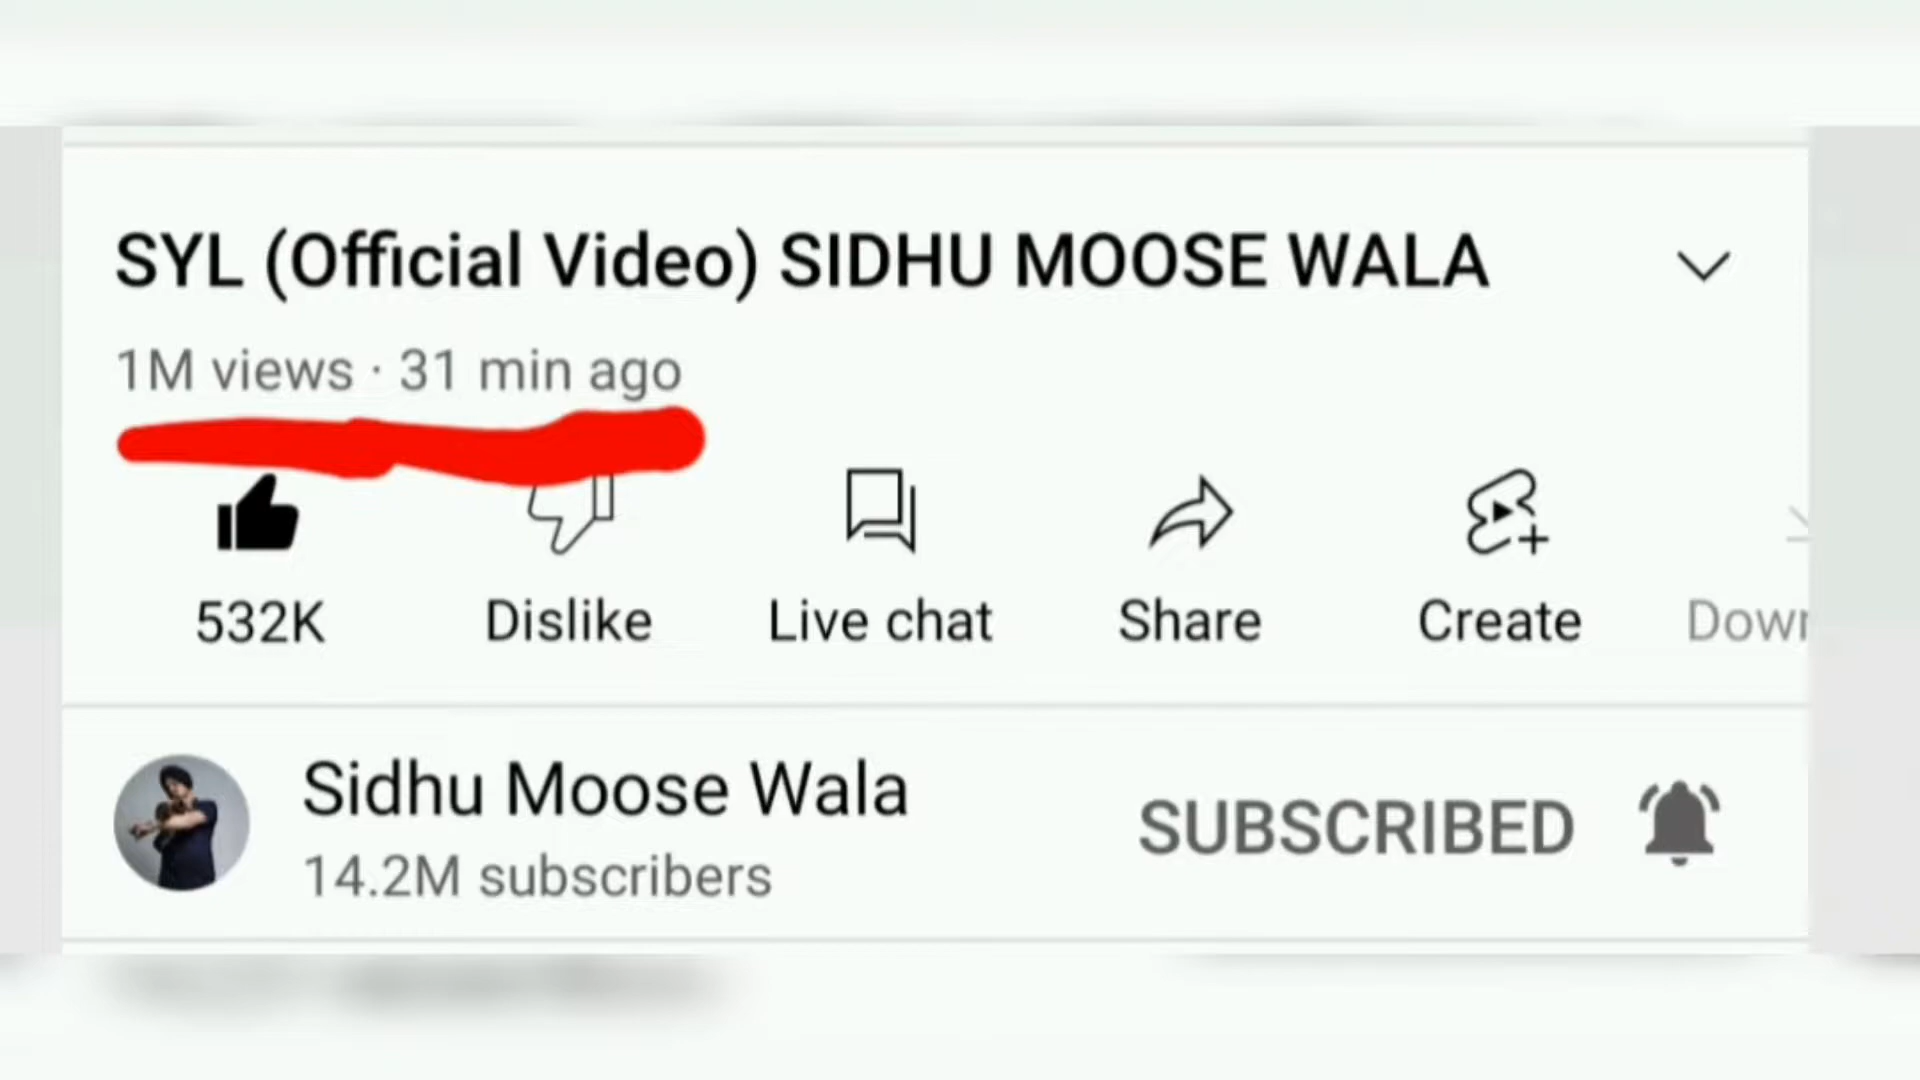 SYL (Official Video) SIDHU MOOSE WALA
1M views · 31 min ago
532K
Dislike
Live chat
Share
Create
Sidhu Moose Wala
14.2M subscribers
SUBSCRIBED